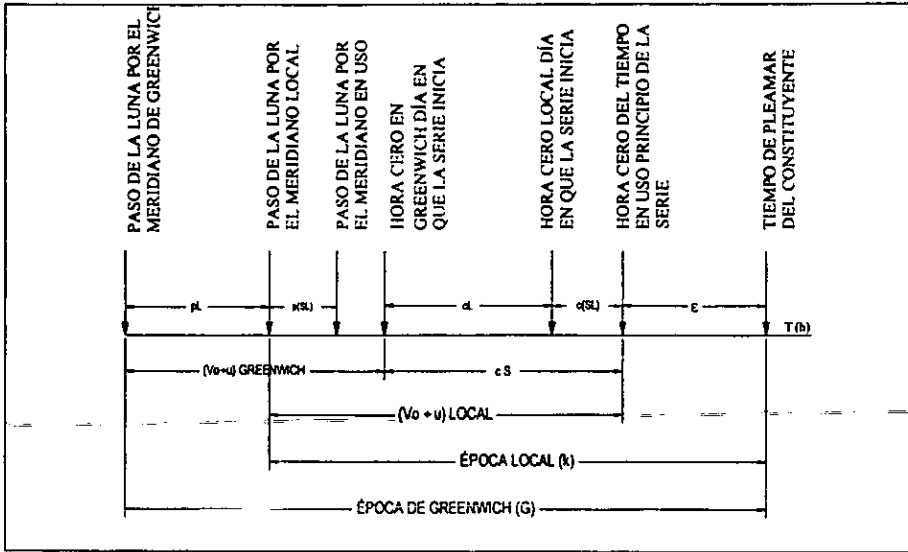 PASO DE LA LUNA POR EL
MERIDIANO DE GREENWICH
PASO DE LA LUNA POR
EL MERIDIANO LOCAL
PASO DE LA LUNA POR
EL MERIDIANO EN USO
HORA CERO EN
GREENWICH DÍA EN
QUE LA SERIE INICIA
HORA CERO LOCAL DÍA
EN QUE LA SERIE INICIA
HORA CERO DEL TIEMPO
EN USO PRINCIPIO DE LA
SERIE
TIEMPO DE PLEAMAR
DEL CONSTITUYENTE
pL
p(SL)
aL
a(SL)
ε
T (h)
(Vo+u) GREENWICH
c S
(Vo + u) LOCAL
ÉPOCA LOCAL (k)
ÉPOCA DE GREENWICH (G)